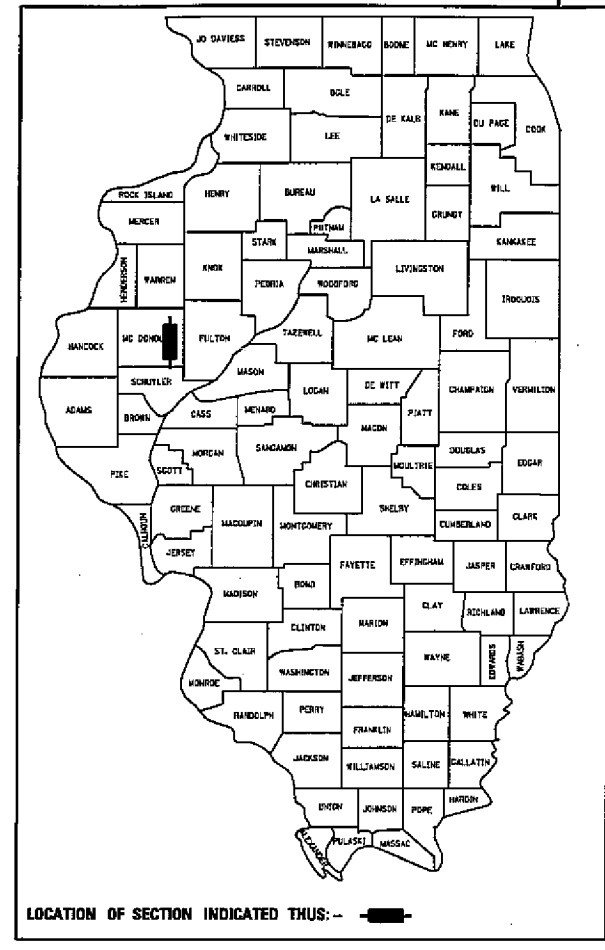 JO DAVIESS STEVENSON WINNEBAGO BOONE MC HENRY LAKE
CARROLL OGLE DE KALB KANE DU PAGE COOK
WHITESIDE LEE KENDALL WILL
ROCK ISLAND HENRY BUREAU LA SALLE GRUNDY
MERCER STARK PUTNAM MARSHALL KANKAKEE
HENDERSON WARREN KNOX PEORIA WOODFORD LIVINGSTON IROQUOIS
HANCOCK MC DONOU FULTON TAZEWELL MC LEAN FORD
SCHUYLER MASON LOGAN DE WITT CHAMPAIGN VERMILION
ADAMS BROWN CASS MENARD MACON PIATT
PIKE SCOTT MORGAN SANGAMON MOULTRIE DOUGLAS EDGAR
CHRISTIAN COLES
CALHOUN GREENE MACOUPIN MONTGOMERY SHELBY CUMBERLAND CLARK
JERSEY FAYETTE EFFINGHAM JASPER CRAWFORD
MADISON BOND CLAY RICHLAND LAWRENCE
CLINTON MARION
ST. CLAIR WAYNE EDWARDS WABASH
MONROE WASHINGTON JEFFERSON
RANDOLPH PERRY HAMILTON WHITE
FRANKLIN
JACKSON WILLIAMSON SALINE GALLATIN
UNION JOHNSON POPE HARDIN
ALEXANDER PULASKI MASSAC
LOCATION OF SECTION INDICATED THUS:-